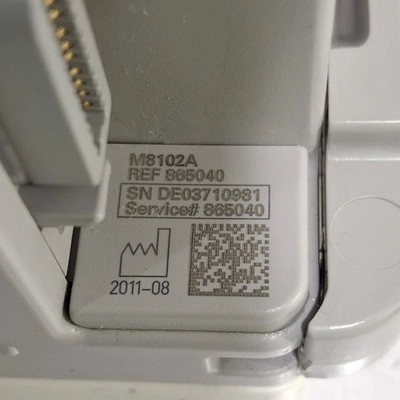 M8102A
REF 865040
SN DE03710981
Service# 865040
2011-08